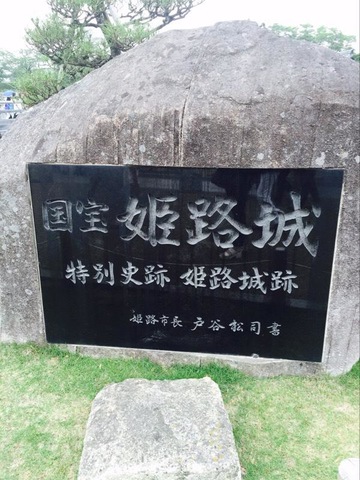 国宝 姫路城
特別史跡 姫路城跡
姫路市長 戸谷松司書